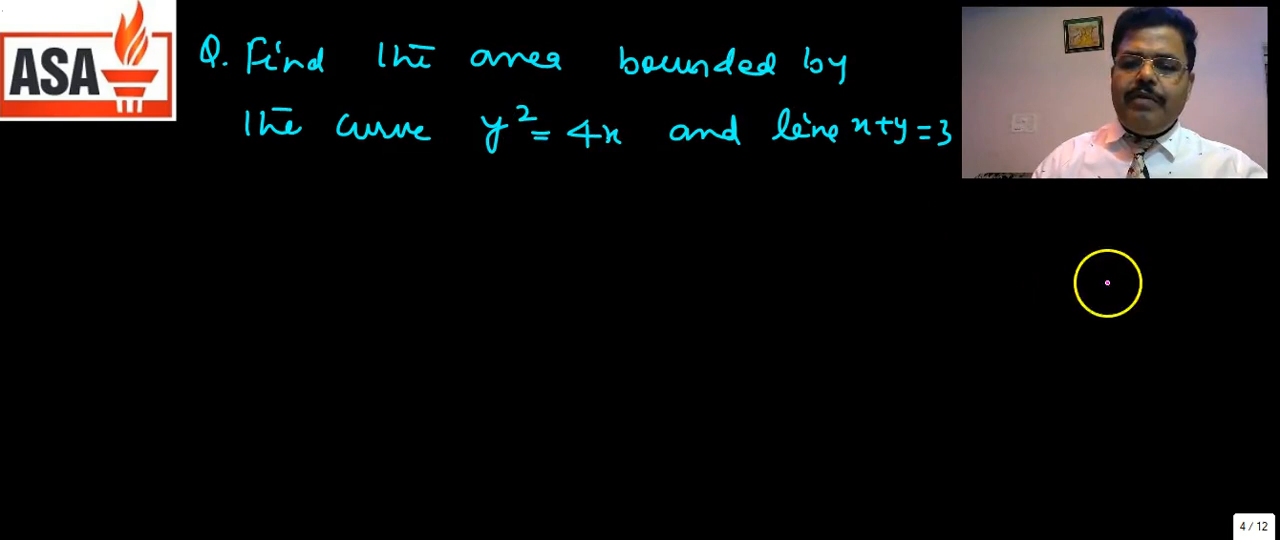 ASA
Q. Find the area bounded by
the curve y² = 4x and line x+y=3
4 / 12